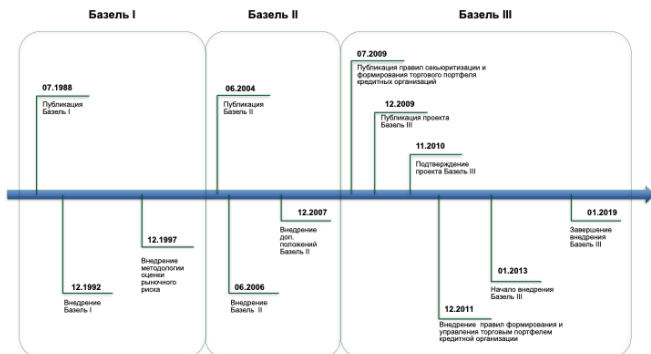 Базель I
Базель II
Базель III
07.1988
Публикация
Базель I
12.1992
Внедрение
Базель I
12.1997
Внедрение
методологии
оценки
рыночного
риска
06.2004
Публикация
Базель II
06.2006
Внедрение
Базель II
12.2007
Внедрение
доп.
положений
Базель II
07.2009
Публикация правил секьюритизации и
формирования торгового портфеля
кредитных организаций
12.2009
Публикация проекта
Базель III
11.2010
Подтверждение
проекта Базель III
12.2011
Внедрение правил формирования и
управления торговым портфелем
кредитной организации
01.2013
Начало внедрения
Базель III
01.2019
Завершение
внедрения
Базель III